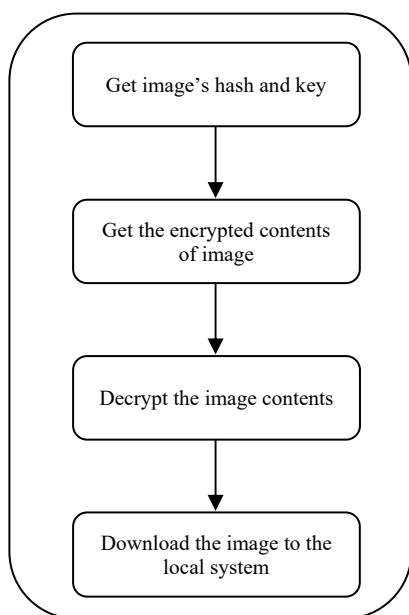 Get image’s hash and key
Get the encrypted contents
of image
Decrypt the image contents
Download the image to the
local system